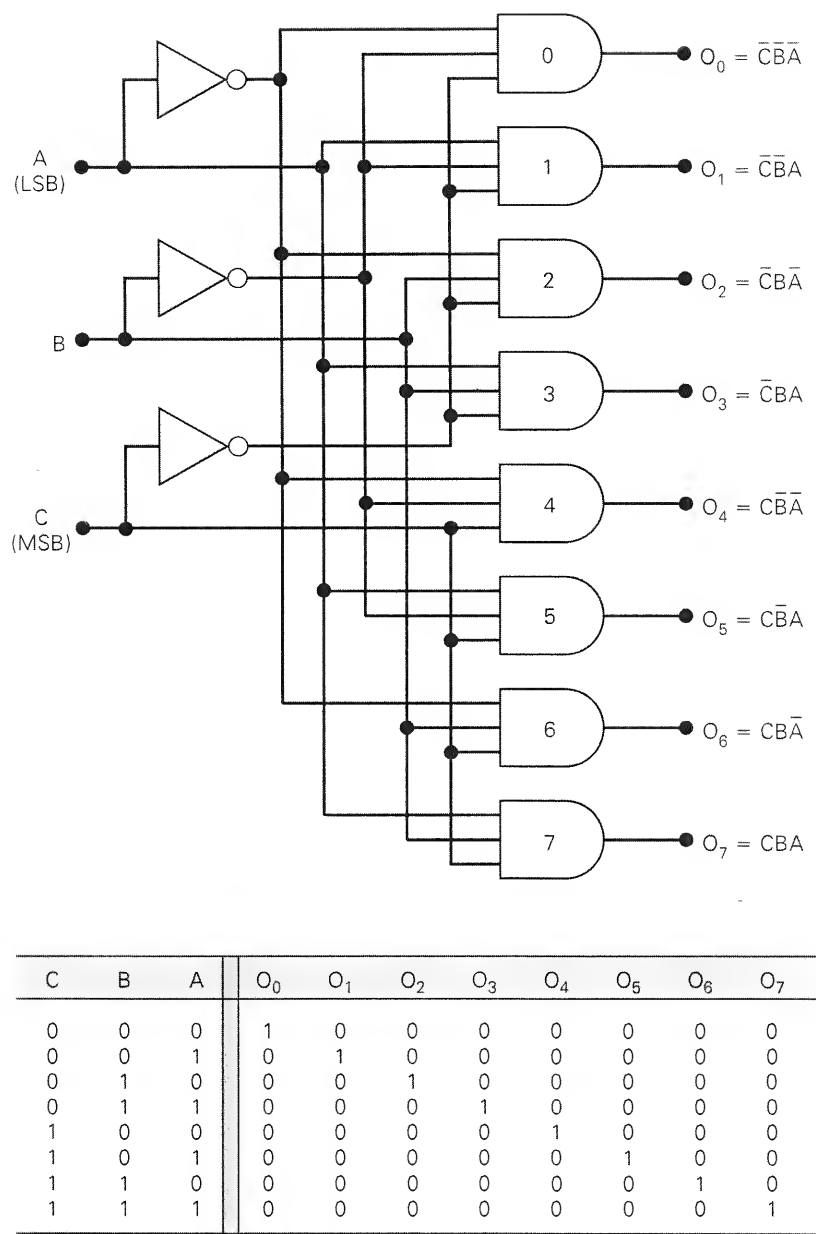 0
O₀ = C̅B̅A̅
A
(LSB)
1
O₁ = C̅B̅A
2
O₂ = C̅BA̅
B
3
O₃ = C̅BA
4
O₄ = CB̅A̅
C
(MSB)
5
O₅ = CB̅A
6
O₆ = CBA̅
7
O₇ = CBA
C B A O₀ O₁ O₂ O₃ O₄ O₅ O₆ O₇
0 0 0 1 0 0 0 0 0 0 0
0 0 1 0 1 0 0 0 0 0 0
0 1 0 0 0 1 0 0 0 0 0
0 1 1 0 0 0 1 0 0 0 0
1 0 0 0 0 0 0 1 0 0 0
1 0 1 0 0 0 0 0 1 0 0
1 1 0 0 0 0 0 0 0 1 0
1 1 1 0 0 0 0 0 0 0 1